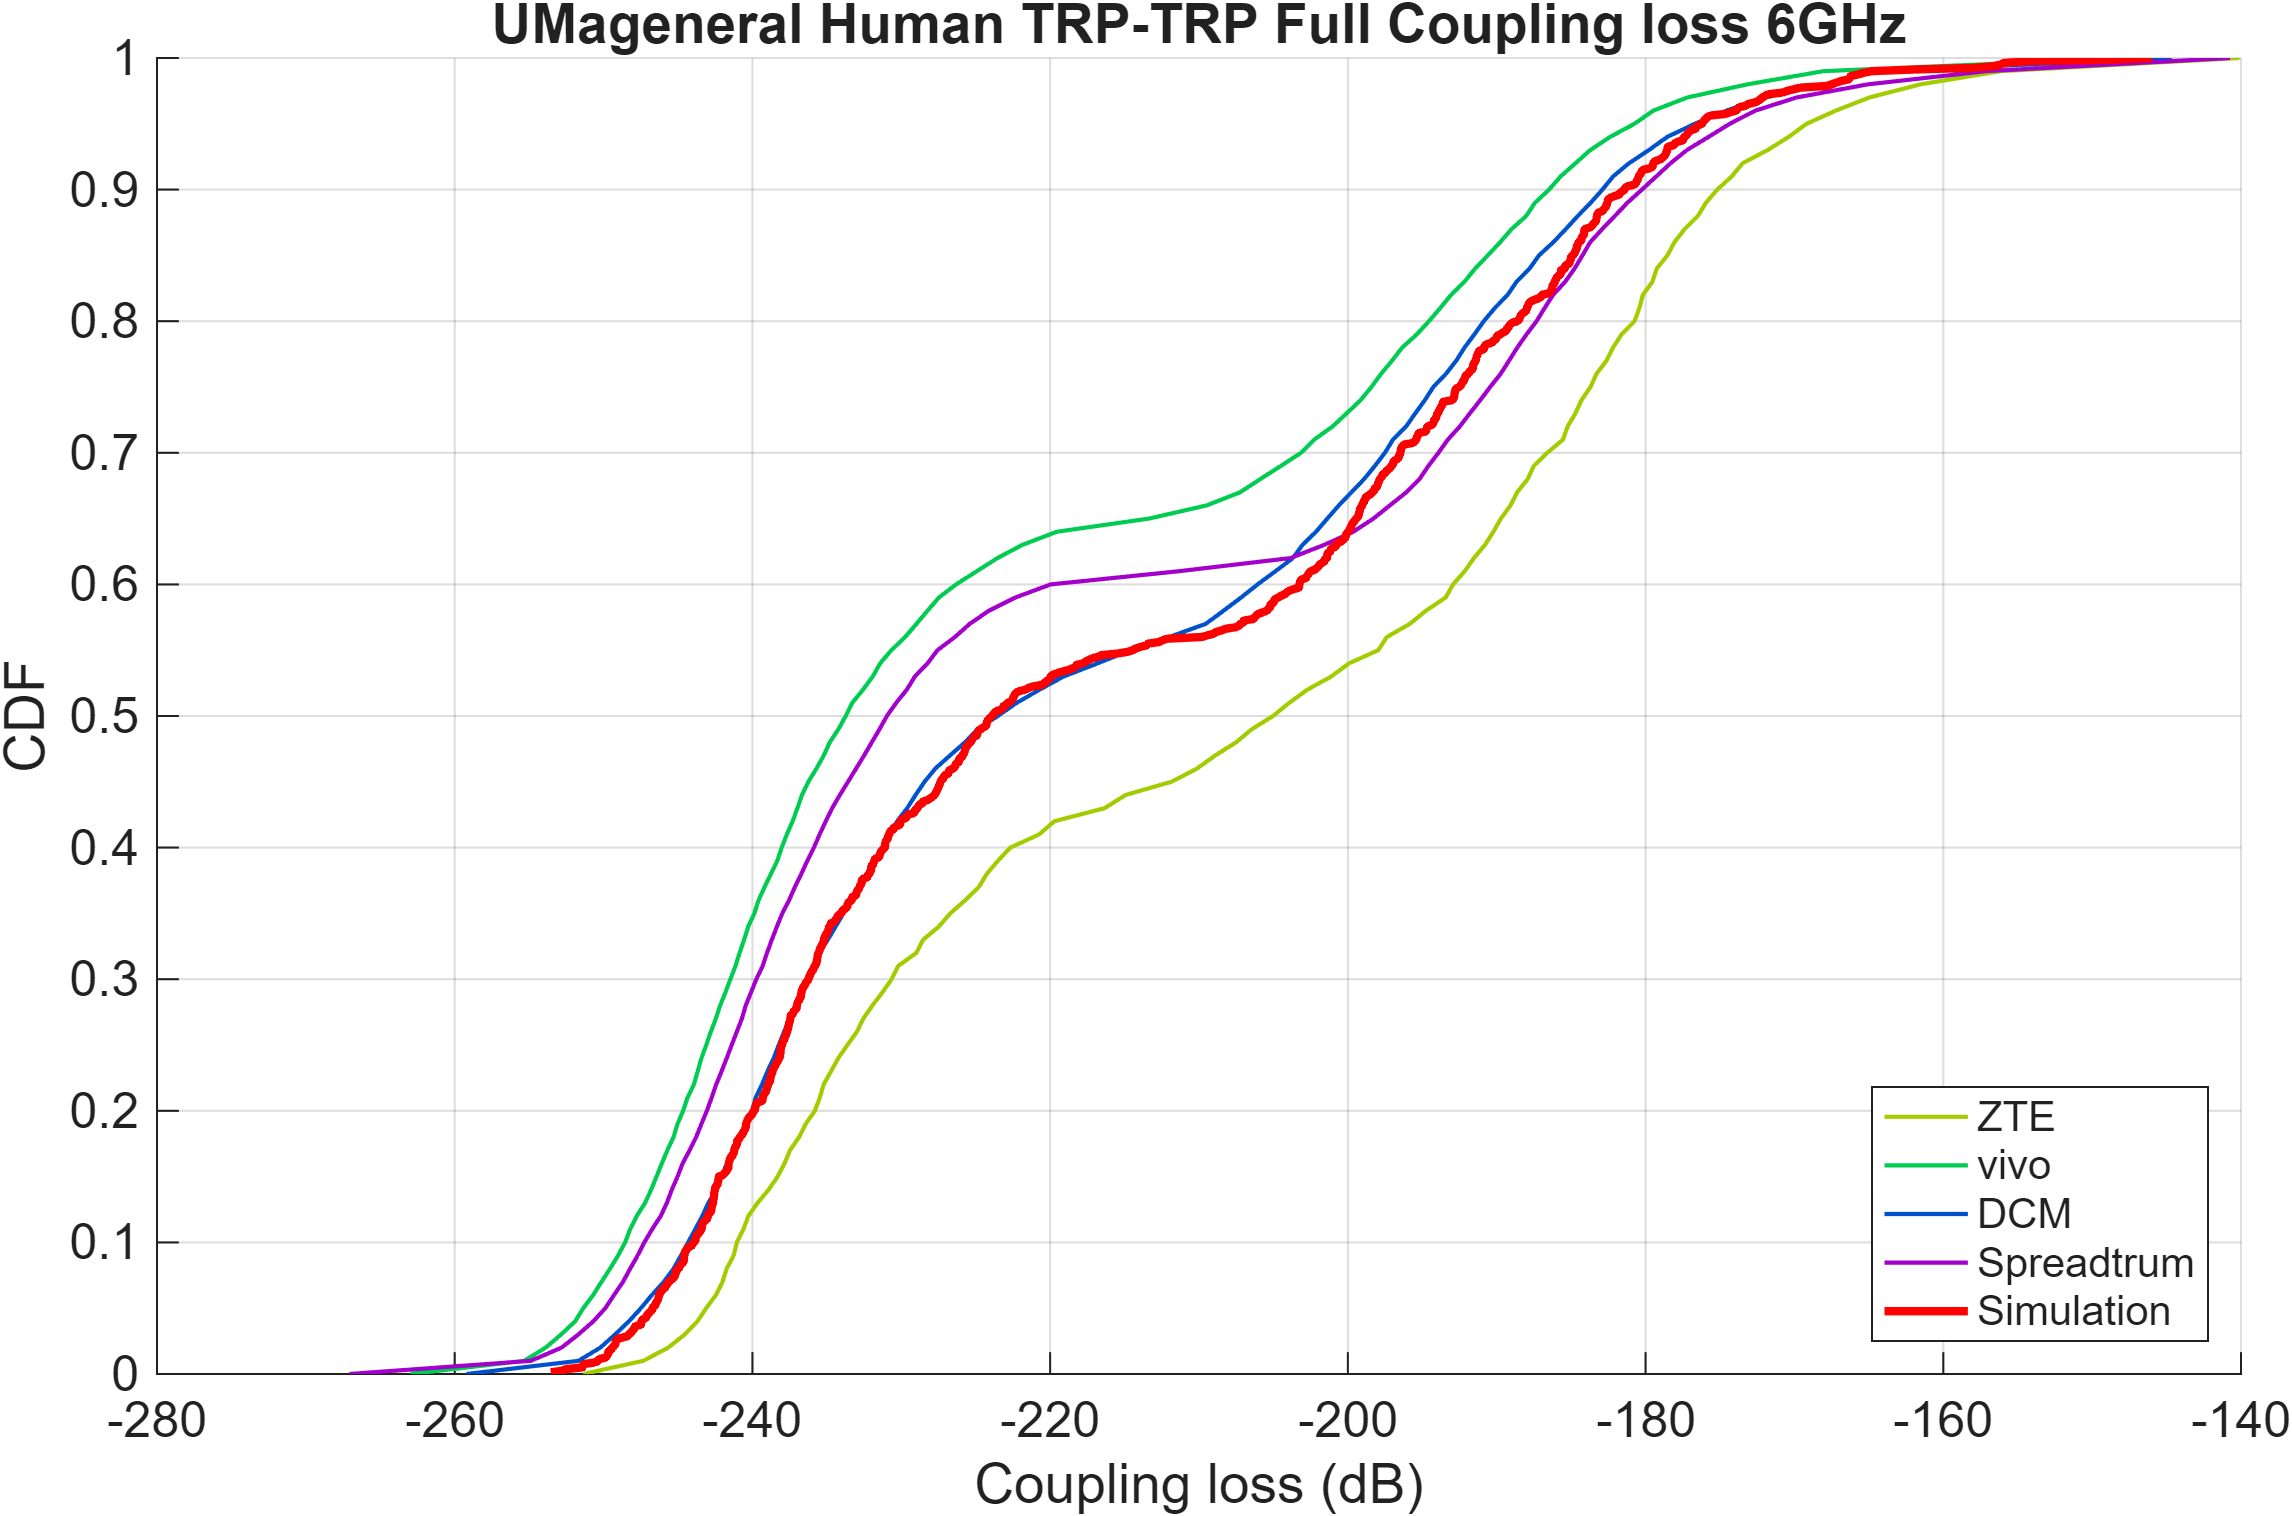 UMageneral Human TRP-TRP Full Coupling loss 6GHz
1
0.9
0.8
0.7
0.6
0.5
0.4
0.3
0.2
0.1
0
CDF
-280 -260 -240 -220 -200 -180 -160 -140
Coupling loss (dB)
ZTE
vivo
DCM
Spreadtrum
Simulation